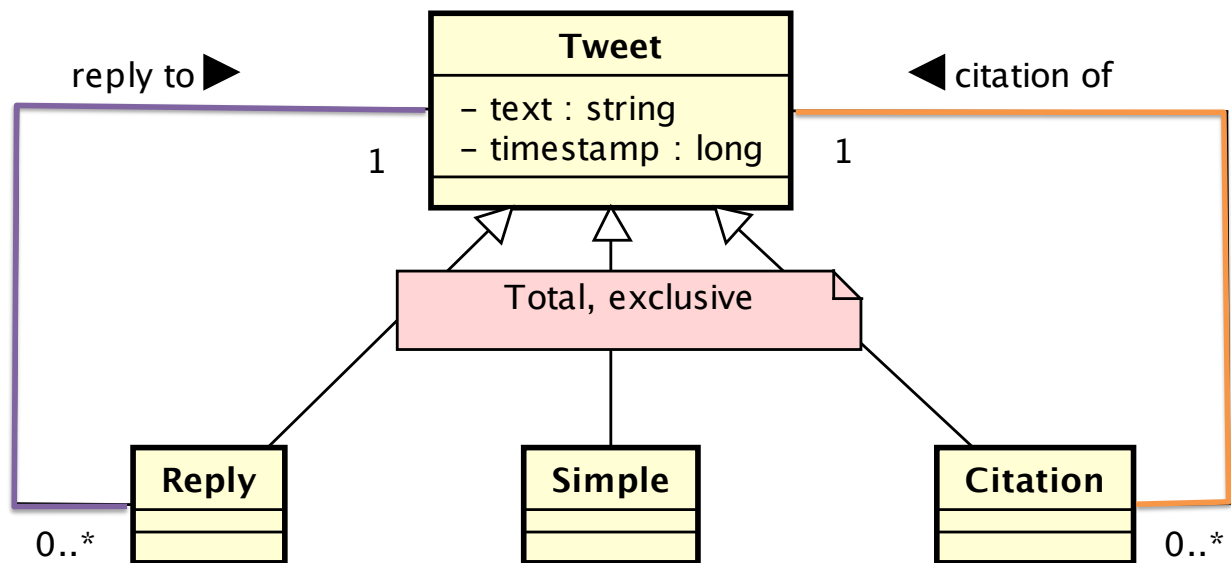 Tweet
reply to ▶
◀ citation of
– text : string
– timestamp : long
1
1
Total, exclusive
Reply
Simple
Citation
0..*
0..*